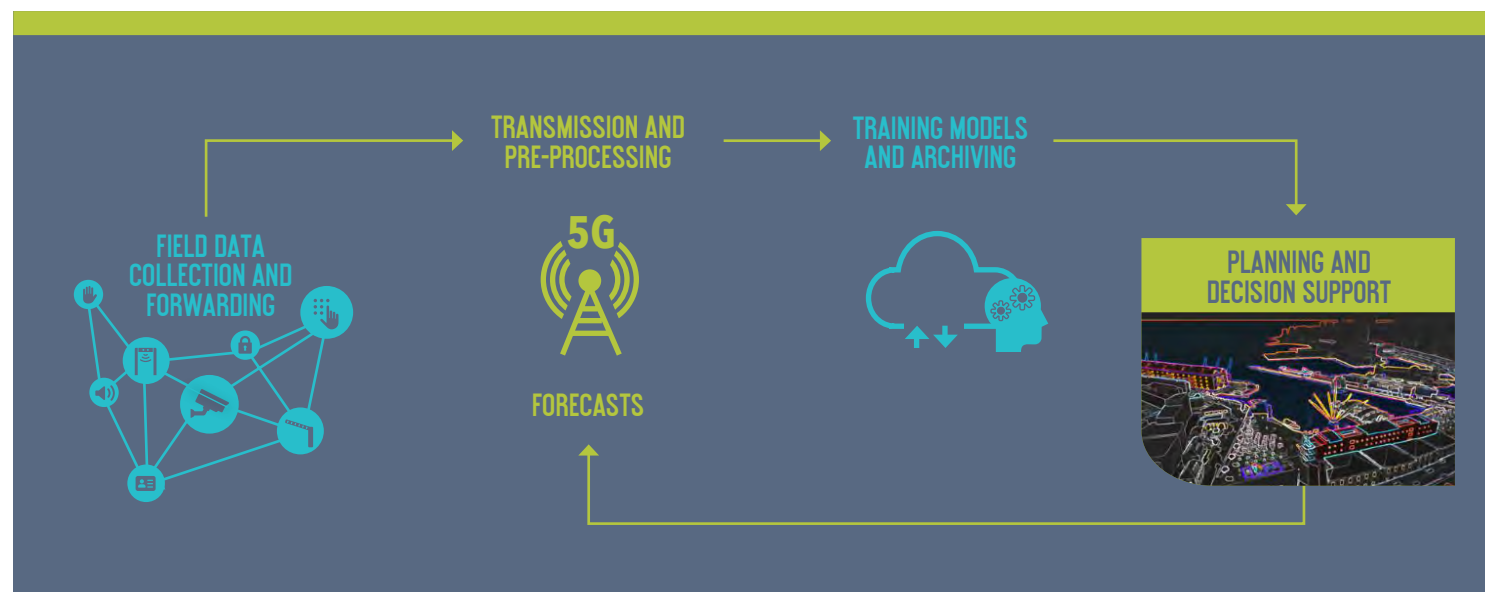 FIELD DATA
COLLECTION AND
FORWARDING
TRANSMISSION AND
PRE-PROCESSING
5G
FORECASTS
TRAINING MODELS
AND ARCHIVING
PLANNING AND
DECISION SUPPORT